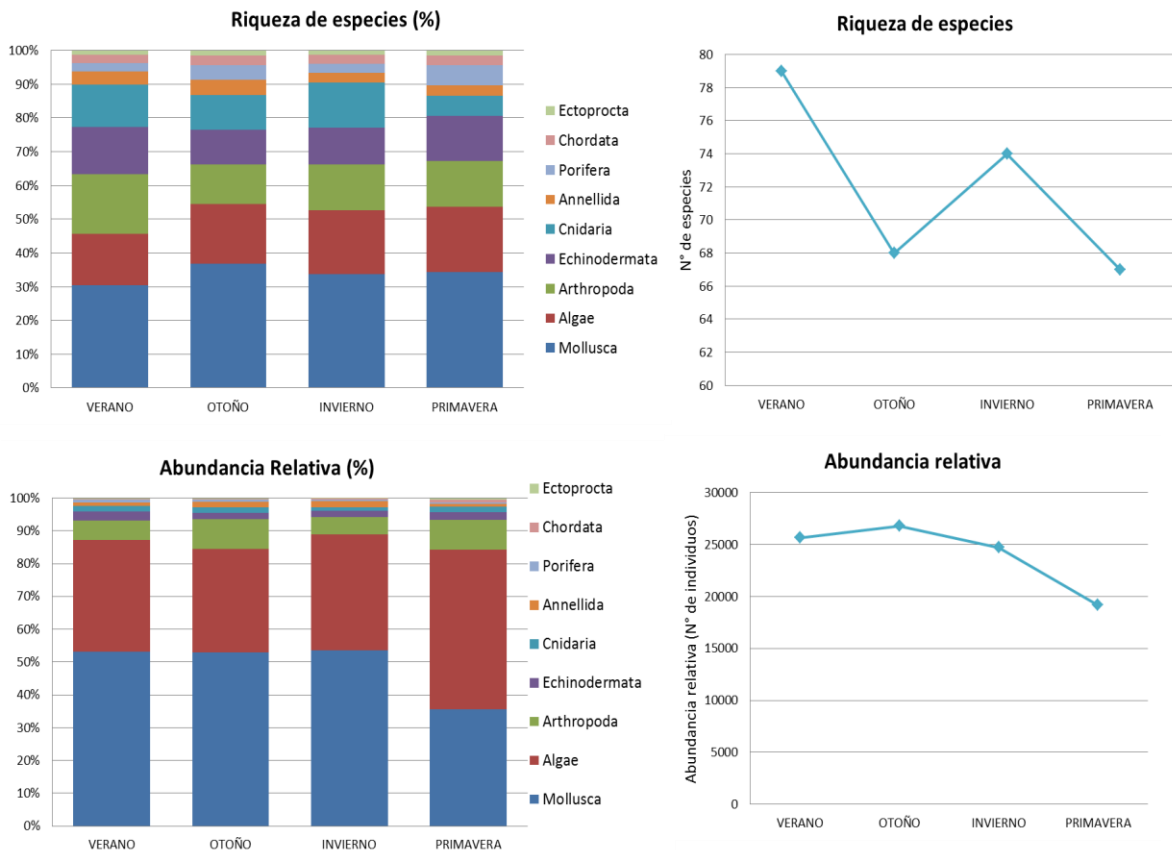 Riqueza de especies (%)
100%
90%
80%
70%
60%
50%
40%
30%
20%
10%
0%
VERANO
OTOÑO
INVIERNO
PRIMAVERA
Ectoprocta
Chordata
Porifera
Annellida
Cnidaria
Echinodermata
Arthropoda
Algae
Mollusca
Riqueza de especies
N° de especies
80
78
76
74
72
70
68
66
64
62
60
VERANO
OTOÑO
INVIERNO
PRIMAVERA
Abundancia Relativa (%)
100%
90%
80%
70%
60%
50%
40%
30%
20%
10%
0%
VERANO
OTOÑO
INVIERNO
PRIMAVERA
Ectoprocta
Chordata
Porifera
Annellida
Cnidaria
Echinodermata
Arthropoda
Algae
Mollusca
Abundancia relativa
Abundancia relativa (N° de individuos)
30000
25000
20000
15000
10000
5000
0
VERANO
OTOÑO
INVIERNO
PRIMAVERA